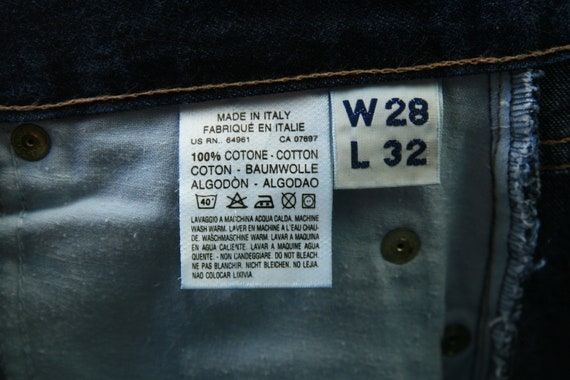 MADE IN ITALY
FABRIQUÉ EN ITALIE
US RN.. 64961 CA 07697
100% COTONE - COTTON
COTON - BAUMWOLLE
ALGODÒN - ALGODAO
40°
LAVAGGIO A MACCHINA ACQUA CALDA. MACHINE
WASH WARM. LAVER EN MACHINE A L'EAU CHAU-
DE. WASCHMASCHINE WARM. LAVAR A MAQUINA
EN AGUA CALIENTE. LAVAR A MAQUINE EM AGUA
QUENTE. - NON CANDEGGIARE. DO NOT BLEACH.
NE PAS BLANCHIR. NICHT BLEICHEN. NO LEJIA.
NAO COLOCAR LIXIVIA
W 28
L 32